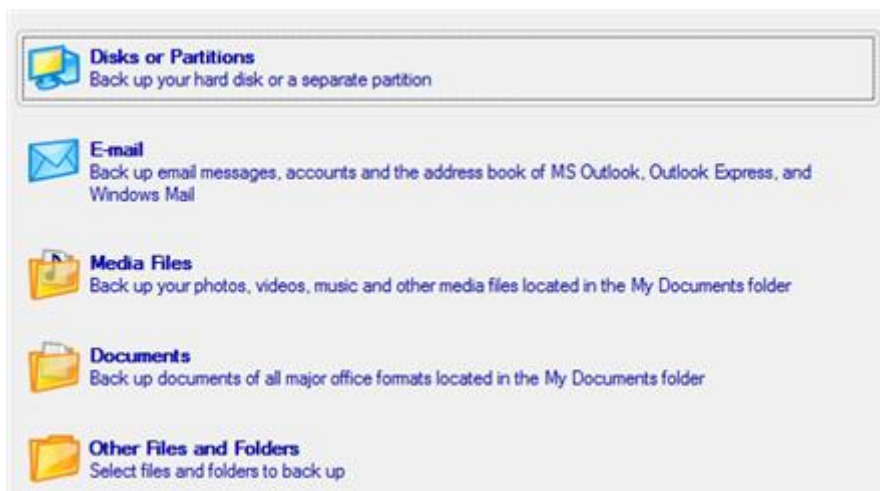 Disks or Partitions
Back up your hard disk or a separate partition
E-mail
Back up email messages, accounts and the address book of MS Outlook, Outlook Express, and
Windows Mail
Media Files
Back up your photos, videos, music and other media files located in the My Documents folder
Documents
Back up documents of all major office formats located in the My Documents folder
Other Files and Folders
Select files and folders to back up